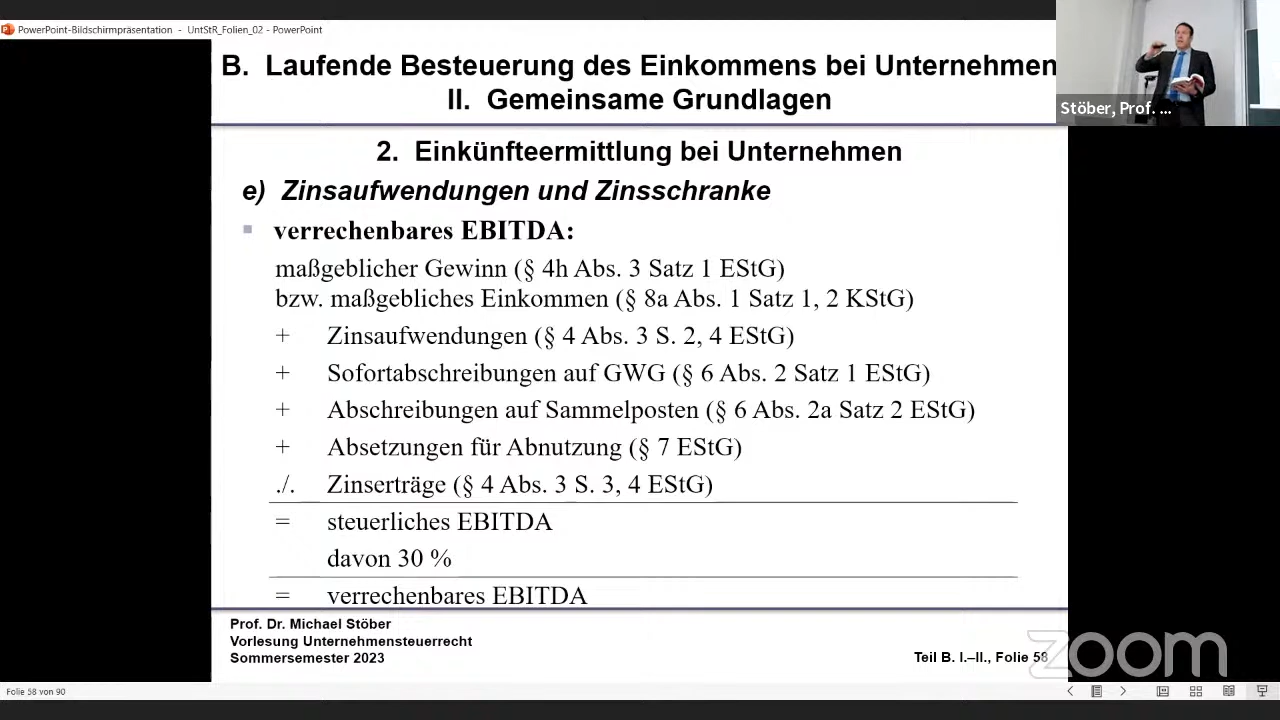 PowerPoint-Bildschirmpräsentation - UntStR_Folien_02 - PowerPoint
B. Laufende Besteuerung des Einkommens bei Unternehmen
II. Gemeinsame Grundlagen
Stöber, Prof. ...
2. Einkünfteermittlung bei Unternehmen
e) Zinsaufwendungen und Zinsschranke
verrechenbares EBITDA:
maßgeblicher Gewinn (§ 4h Abs. 3 Satz 1 EStG)
bzw. maßgebliches Einkommen (§ 8a Abs. 1 Satz 1, 2 KStG)
+ Zinsaufwendungen (§ 4 Abs. 3 S. 2, 4 EStG)
+ Sofortabschreibungen auf GWG (§ 6 Abs. 2 Satz 1 EStG)
+ Abschreibungen auf Sammelposten (§ 6 Abs. 2a Satz 2 EStG)
+ Absetzungen für Abnutzung (§ 7 EStG)
./. Zinserträge (§ 4 Abs. 3 S. 3, 4 EStG)
= steuerliches EBITDA
davon 30 %
= verrechenbares EBITDA
Prof. Dr. Michael Stöber
Vorlesung Unternehmensteuerrecht
Sommersemester 2023
Teil B. I.–II., Folie 58
zoom
Folie 58 von 90